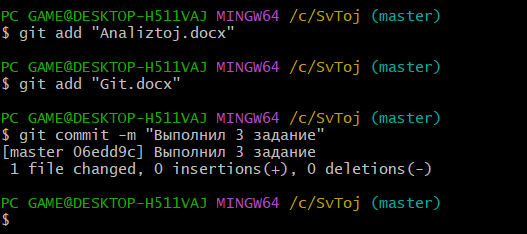 PC GAME@DESKTOP-H511VAJ MINGW64 /c/SvToj (master)
$ git add "Analiztoj.docx"
PC GAME@DESKTOP-H511VAJ MINGW64 /c/SvToj (master)
$ git add "Git.docx"
PC GAME@DESKTOP-H511VAJ MINGW64 /c/SvToj (master)
$ git commit -m "Выполнил 3 задание"
[master 06edd9c] Выполнил 3 задание
 1 file changed, 0 insertions(+), 0 deletions(-)
PC GAME@DESKTOP-H511VAJ MINGW64 /c/SvToj (master)
$